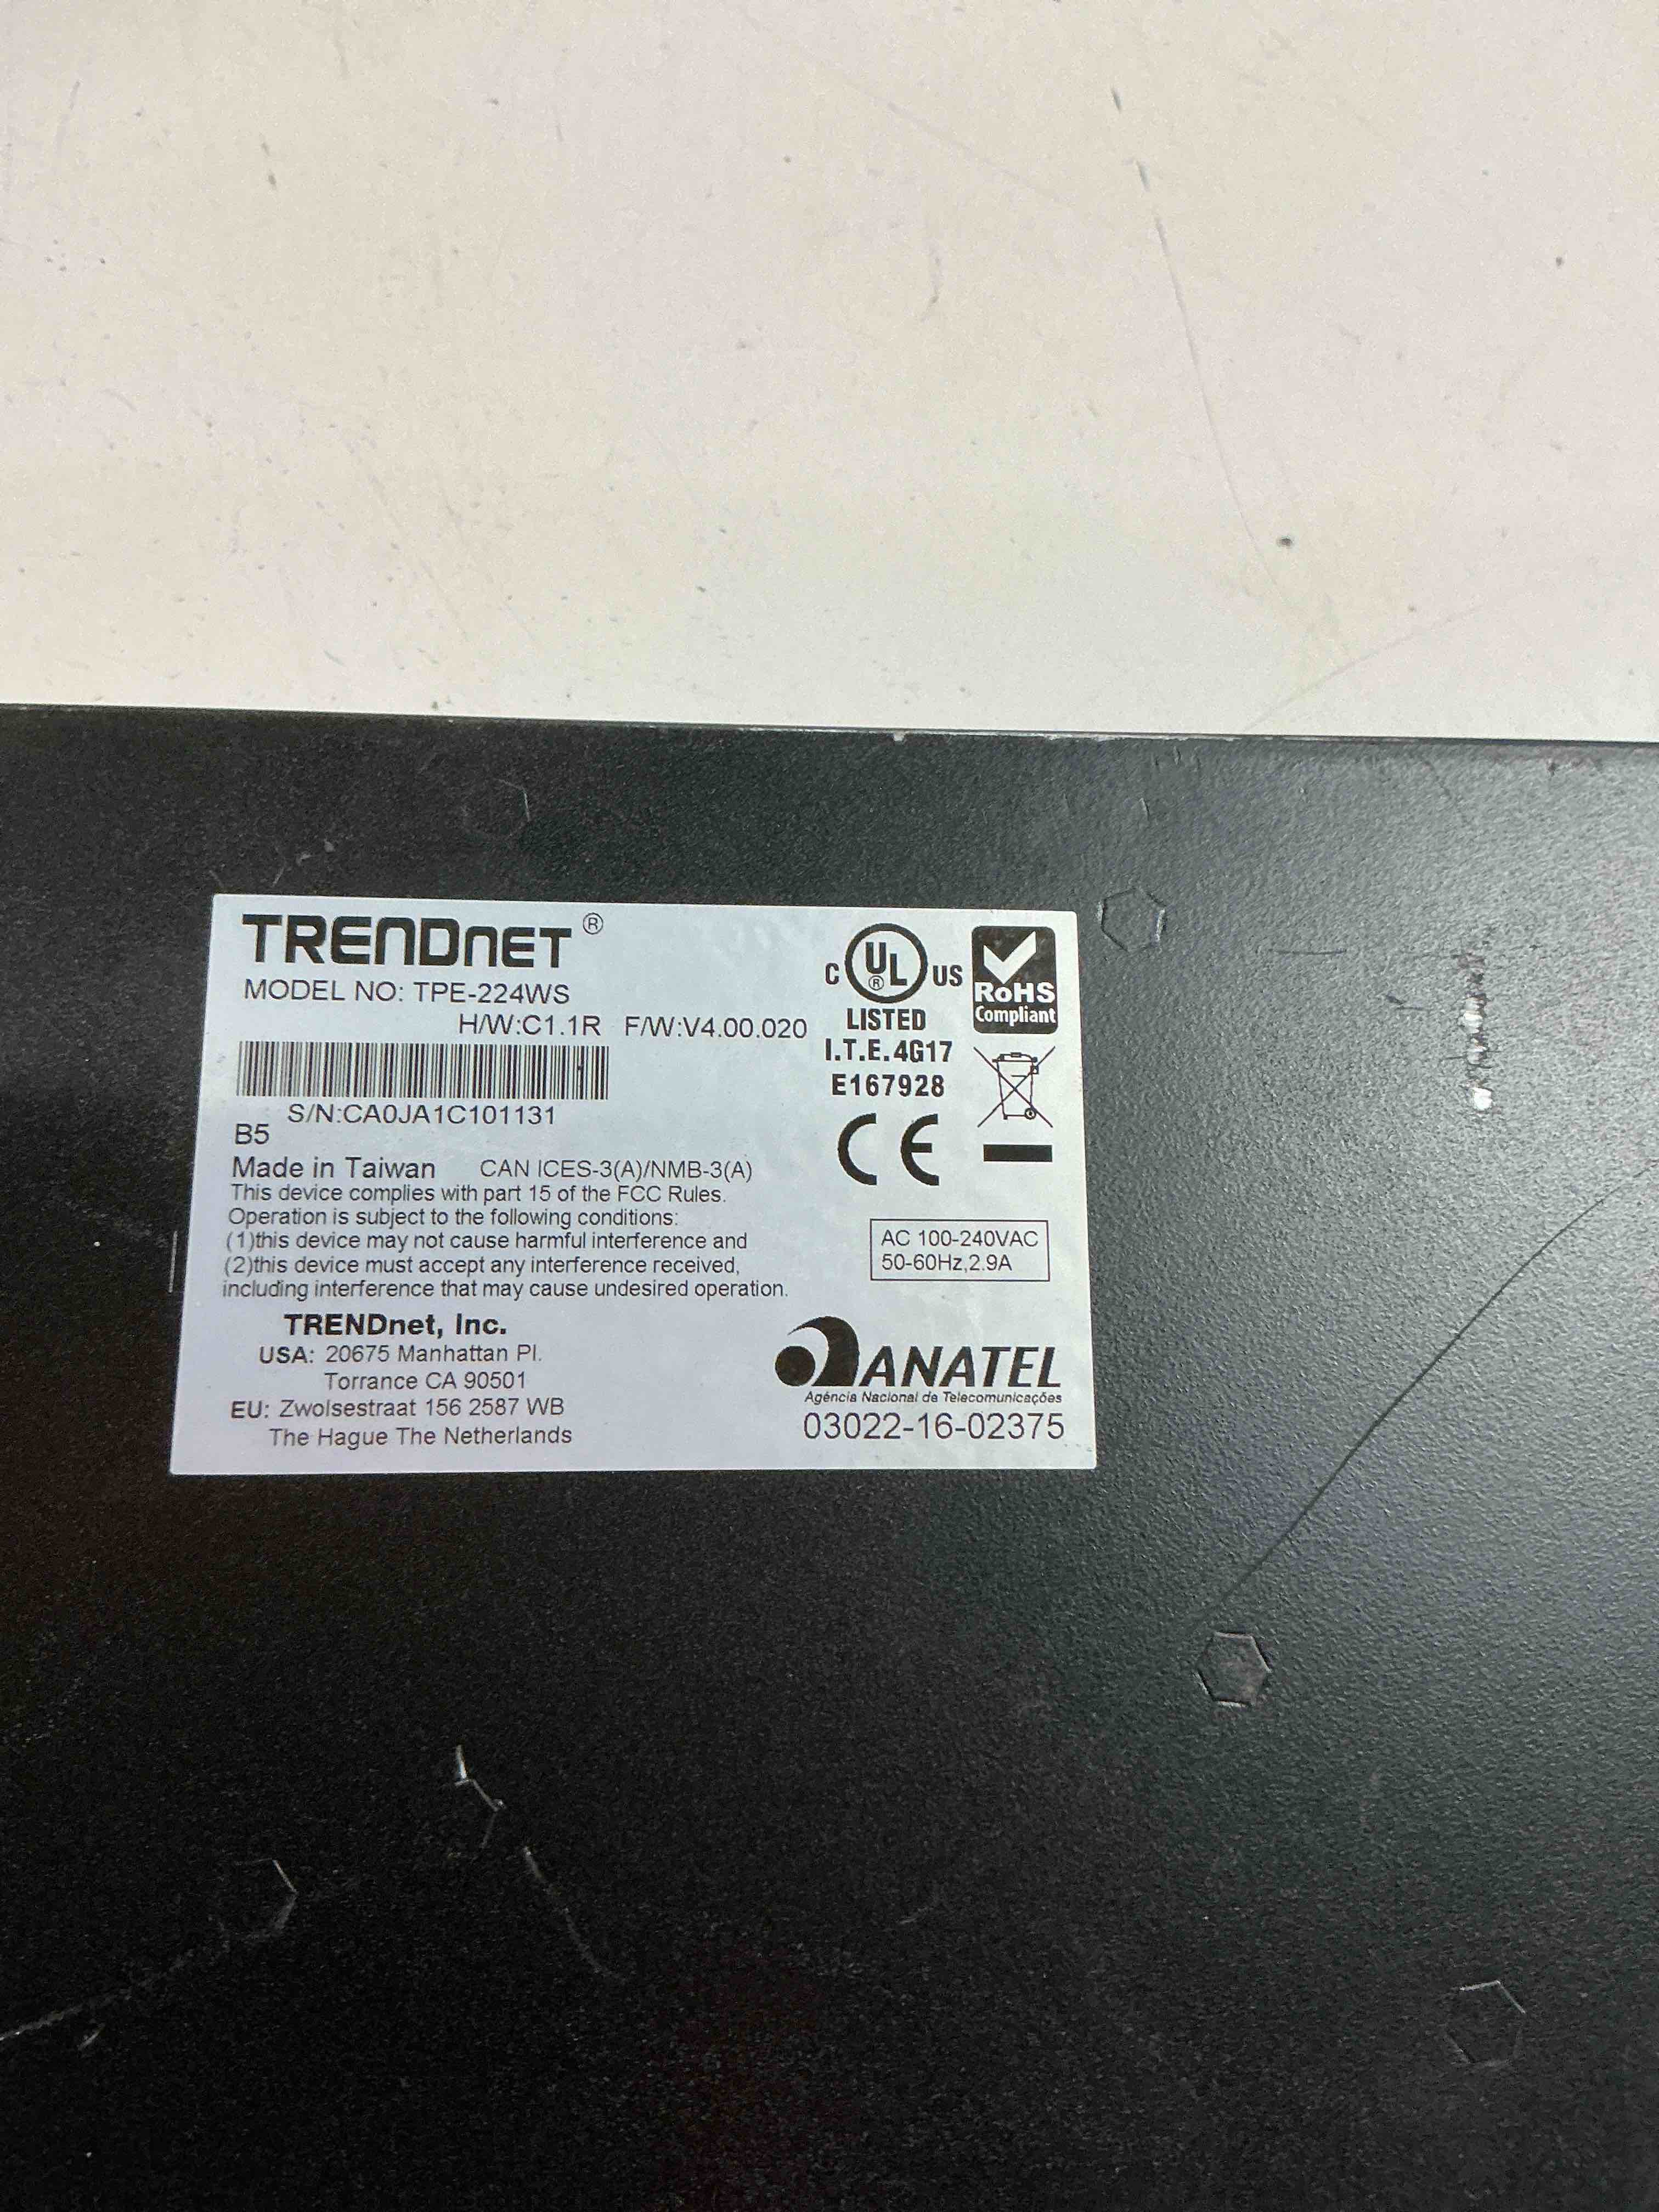 TRENDnet ®
MODEL NO: TPE-224WS
H/W:C1.1R F/W:V4.00.020
S/N:CA0JA1C101131
B5
Made in Taiwan CAN ICES-3(A)/NMB-3(A)
This device complies with part 15 of the FCC Rules.
Operation is subject to the following conditions:
(1)this device may not cause harmful interference and
(2)this device must accept any interference received,
including interference that may cause undesired operation.
TRENDnet, Inc.
USA: 20675 Manhattan Pl.
Torrance CA 90501
EU: Zwolsestraat 156 2587 WB
The Hague The Netherlands
C UL ® US
LISTED
I.T.E. 4G17
E167928
RoHS
Compliant
CE
AC 100-240VAC
50-60Hz,2.9A
ANATEL
Agência Nacional de Telecomunicações
03022-16-02375